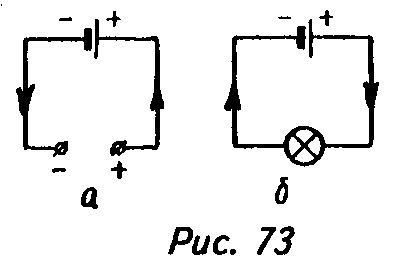 - + - +
- +
а б
Рис. 73